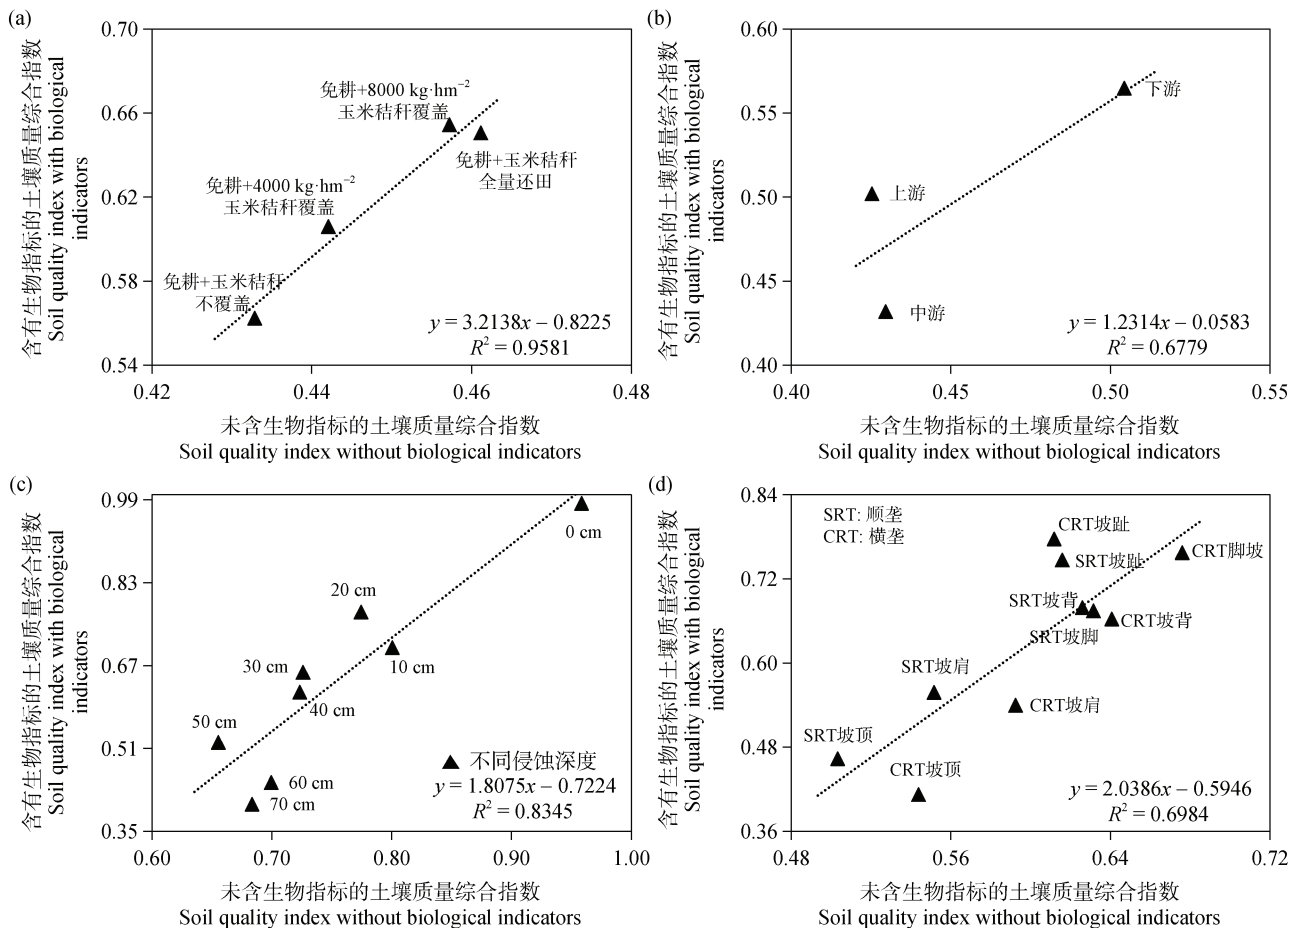 (a)
含有生物指标的土壤质量综合指数
Soil quality index with biological
indicators
0.70
0.66
0.62
0.58
0.54
免耕+8000 kg·hm⁻²
玉米秸秆覆盖
免耕+玉米秸秆
全量还田
免耕+4000 kg·hm⁻²
玉米秸秆覆盖
免耕+玉米秸秆
不覆盖
y = 3.2138x − 0.8225
R² = 0.9581
0.42
0.44
0.46
0.48
未含生物指标的土壤质量综合指数
Soil quality index without biological indicators
(b)
含有生物指标的土壤质量综合指数
Soil quality index with biological
indicators
0.60
0.55
0.50
0.45
0.40
下游
上游
中游
y = 1.2314x − 0.0583
R² = 0.6779
0.40
0.45
0.50
0.55
未含生物指标的土壤质量综合指数
Soil quality index without biological indicators
(c)
含有生物指标的土壤质量综合指数
Soil quality index with biological
indicators
0.99
0.83
0.67
0.51
0.35
0 cm
20 cm
10 cm
30 cm
40 cm
50 cm
60 cm
70 cm
不同侵蚀深度
y = 1.8075x − 0.7224
R² = 0.8345
0.60
0.70
0.80
0.90
1.00
未含生物指标的土壤质量综合指数
Soil quality index without biological indicators
(d)
含有生物指标的土壤质量综合指数
Soil quality index with biological
indicators
0.84
0.72
0.60
0.48
0.36
SRT: 顺垄
CRT: 横垄
CRT坡趾
SRT坡趾
CRT脚坡
SRT坡背
CRT坡背
SRT坡脚
SRT坡肩
CRT坡肩
SRT坡顶
CRT坡顶
y = 2.0386x − 0.5946
R² = 0.6984
0.48
0.56
0.64
0.72
未含生物指标的土壤质量综合指数
Soil quality index without biological indicators